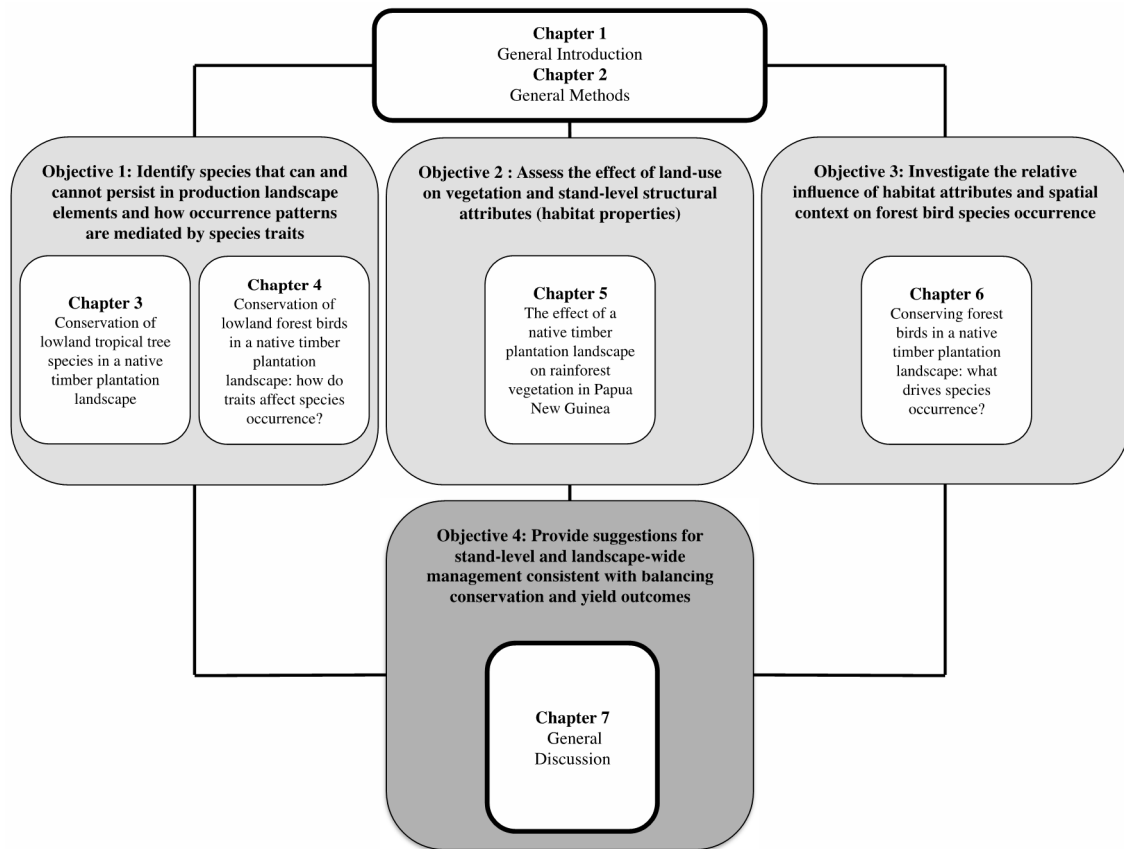 Chapter 1
General Introduction
Chapter 2
General Methods
Objective 1: Identify species that can and
cannot persist in production landscape
elements and how occurrence patterns
are mediated by species traits
Chapter 3
Conservation of
lowland tropical tree
species in a native
timber plantation
landscape
Chapter 4
Conservation of
lowland forest birds
in a native timber
plantation
landscape: how do
traits affect species
occurrence?
Objective 2 : Assess the effect of land-use
on vegetation and stand-level structural
attributes (habitat properties)
Chapter 5
The effect of a
native timber
plantation landscape
on rainforest
vegetation in Papua
New Guinea
Objective 3: Investigate the relative
influence of habitat attributes and spatial
context on forest bird species occurrence
Chapter 6
Conserving forest
birds in a native
timber plantation
landscape: what
drives species
occurrence?
Objective 4: Provide suggestions for
stand-level and landscape-wide
management consistent with balancing
conservation and yield outcomes
Chapter 7
General
Discussion